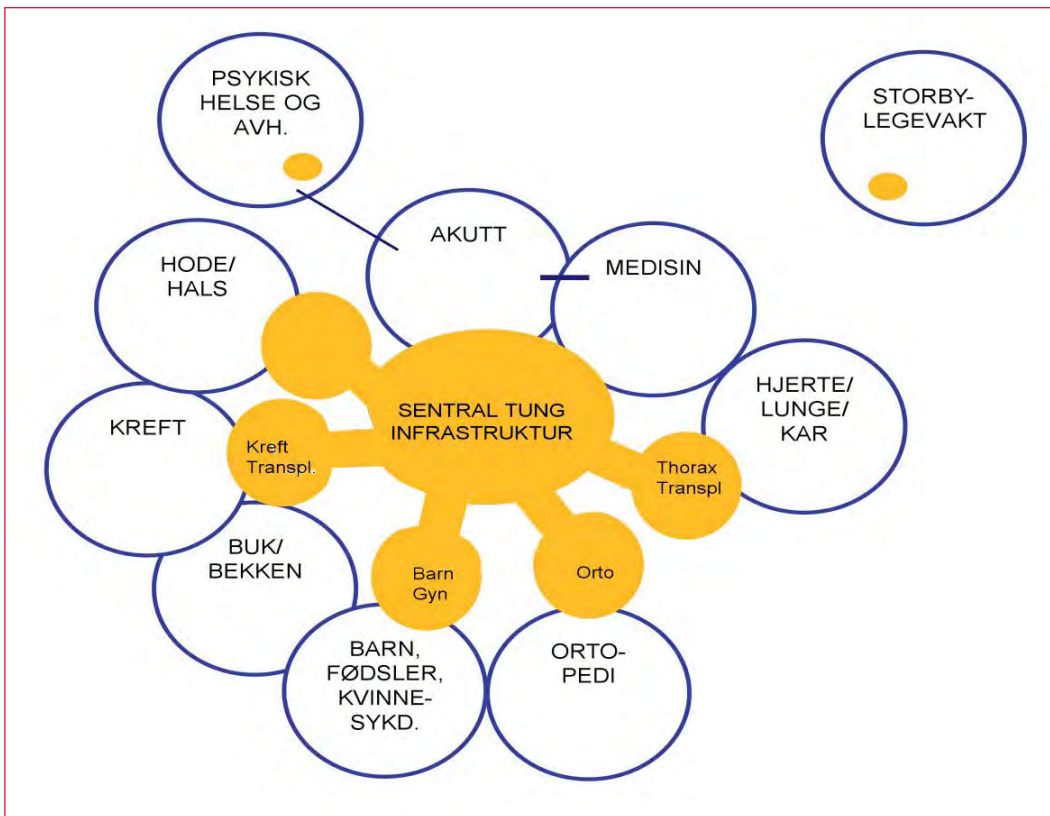 PSYKISK
HELSE OG
AVH.
STORBY-
LEGEVAKT
AKUTT
MEDISIN
HODE/
HALS
HJERTE/
LUNGE/
KAR
SENTRAL TUNG
INFRASTRUKTUR
KREFT
Kreft
Transpl.
Thorax
Transpl
BUK/
BEKKEN
Barn
Gyn
Orto
BARN,
FØDSLER,
KVINNE-
SYKD.
ORTO-
PEDI